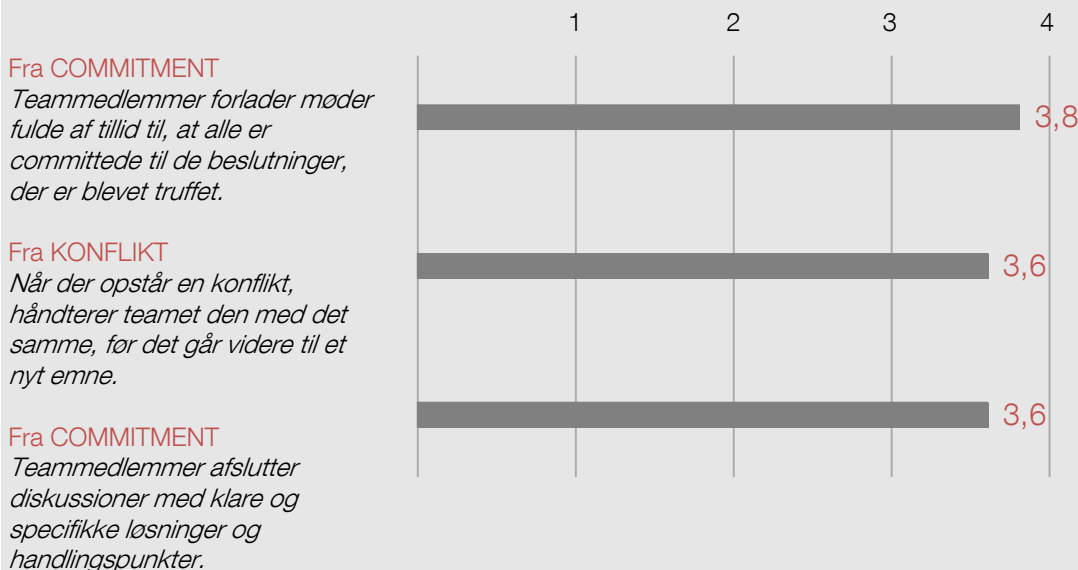 1 2 3 4
Fra COMMITMENT
Teammedlemmer forlader møder
fulde af tillid til, at alle er
committede til de beslutninger,
der er blevet truffet.
3,8
Fra KONFLIKT
Når der opstår en konflikt,
håndterer teamet den med det
samme, før det går videre til et
nyt emne.
3,6
Fra COMMITMENT
Teammedlemmer afslutter
diskussioner med klare og
specifikke løsninger og
handlingspunkter.
3,6